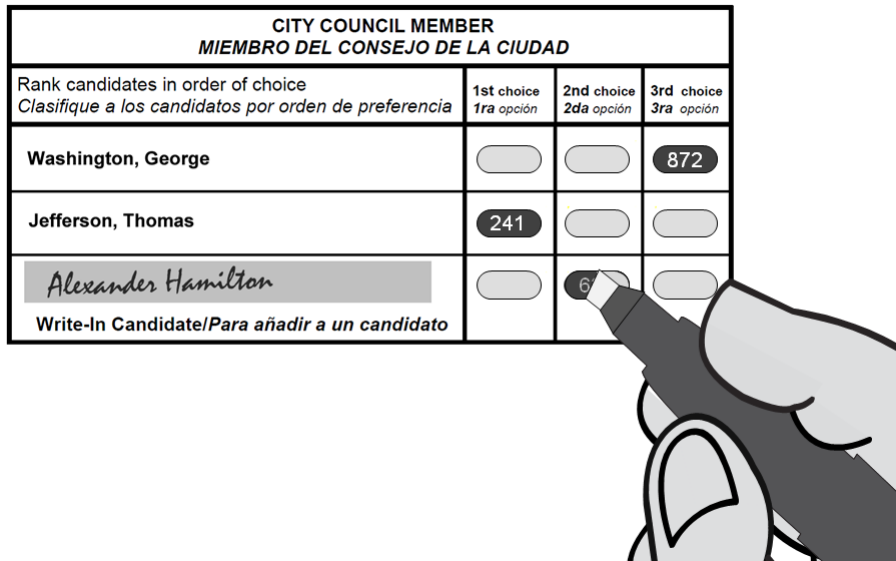 CITY COUNCIL MEMBER
MIEMBRO DEL CONSEJO DE LA CIUDAD
Rank candidates in order of choice
Clasifique a los candidatos por orden de preferencia
1st choice
1ra opción
2nd choice
2da opción
3rd choice
3ra opción
Washington, George
872
Jefferson, Thomas
241
Alexander Hamilton
Write-In Candidate/Para añadir a un candidato